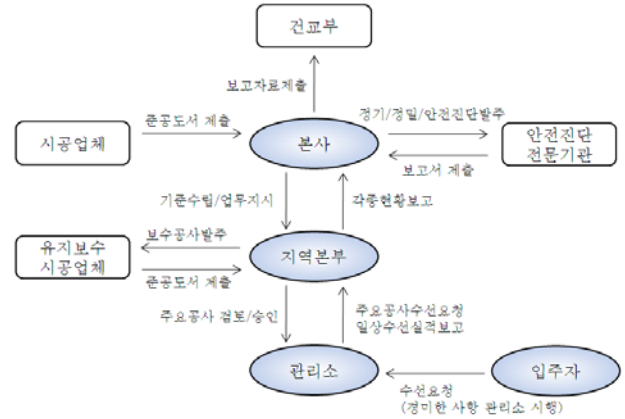 건교부
보고자료제출
준공도서 제출
정기/정밀/안전진단발주
시공업체
본사
안전진단
전문기관
보고서 제출
기준수립/업무지시
각종현황보고
보수공사발주
유지보수
시공업체
지역본부
준공도서 제출
주요공사 검토/승인
주요공사수선요청
일상수선실적보고
관리소
입주자
수선요청
(경미한 사항 관리소 시행)